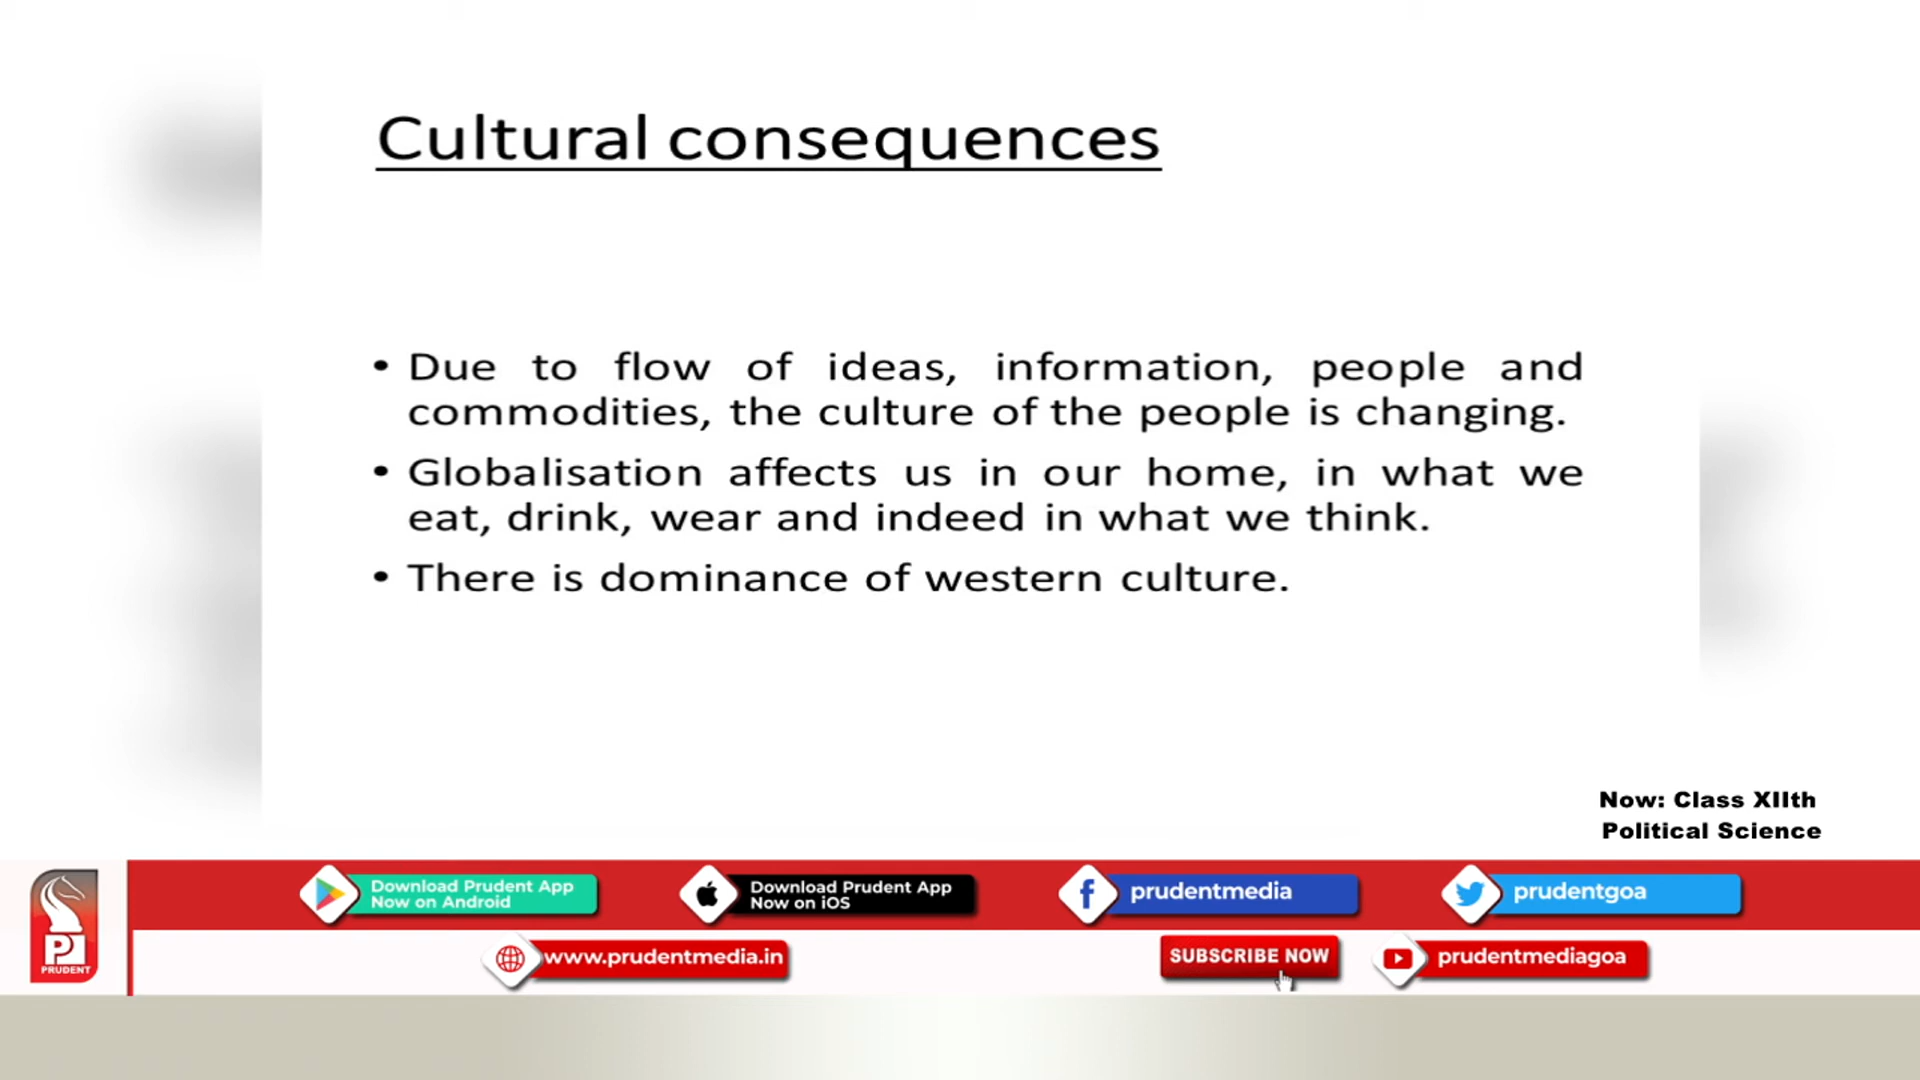 Cultural consequences
• Due to flow of ideas, information, people and
commodities, the culture of the people is changing.
• Globalisation affects us in our home, in what we
eat, drink, wear and indeed in what we think.
• There is dominance of western culture.
Now: Class XIIth
Political Science
PRUDENT
Download Prudent App
Now on Android
Download Prudent App
Now on iOS
prudentmedia
prudentgoa
www.prudentmedia.in
SUBSCRIBE NOW
prudentmediagoa